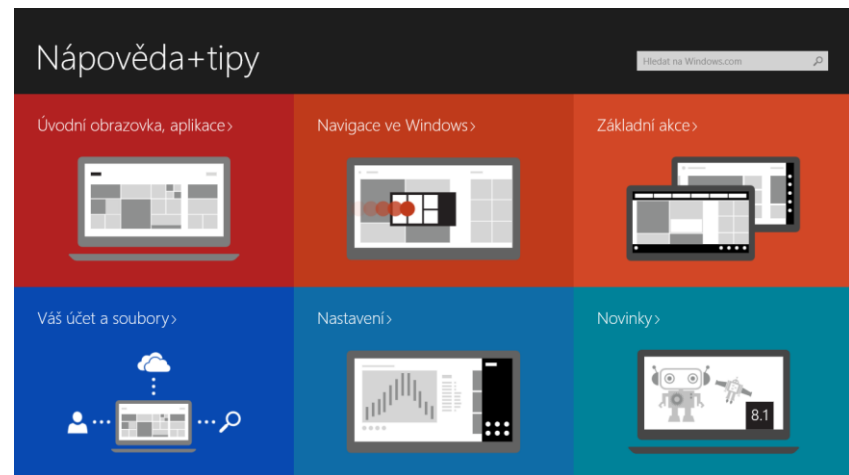 Nápověda+tipy
Hledat na Windows.com
Úvodní obrazovka, aplikace>
Navigace ve Windows>
Základní akce>
Váš účet a soubory>
Nastavení>
Novinky>
8.1